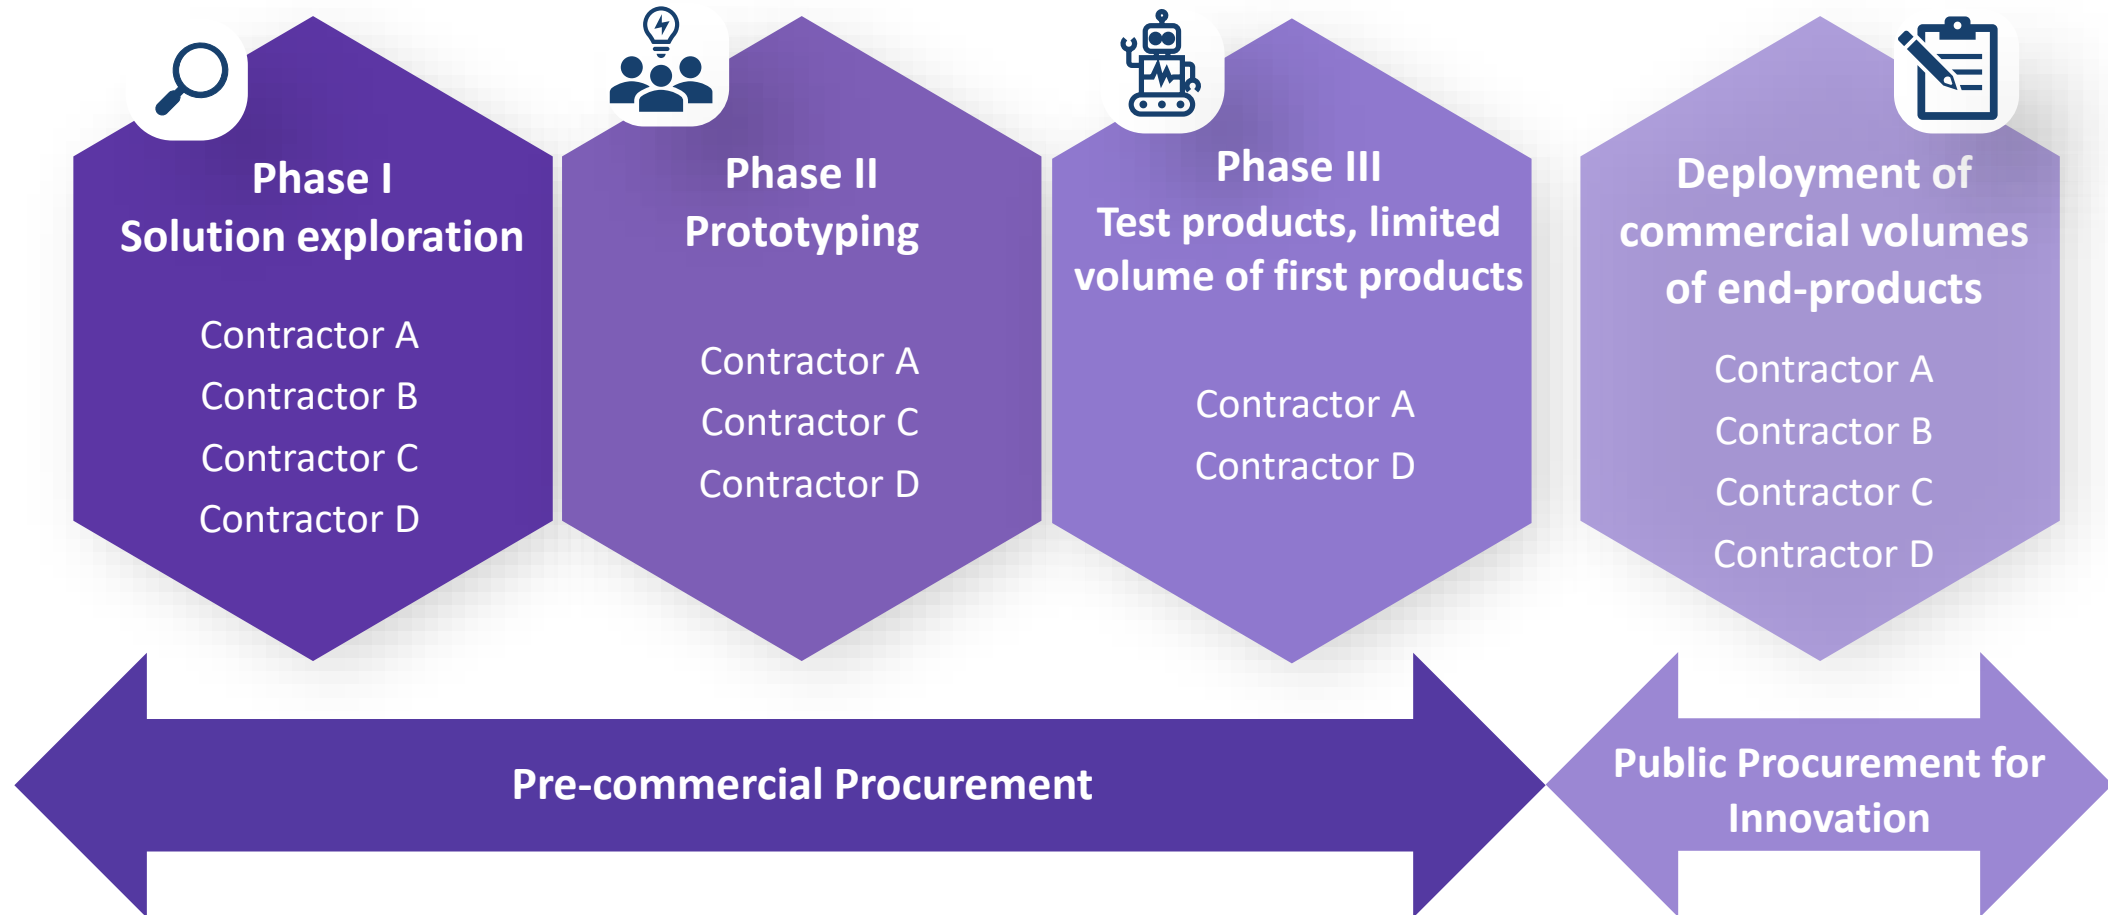 Phase I
Solution exploration
Contractor A
Contractor B
Contractor C
Contractor D
Phase II
Prototyping
Contractor A
Contractor C
Contractor D
Phase III
Test products, limited
volume of first products
Contractor A
Contractor D
Deployment of
commercial volumes
of end-products
Contractor A
Contractor B
Contractor C
Contractor D
Pre-commercial Procurement
Public Procurement for
Innovation